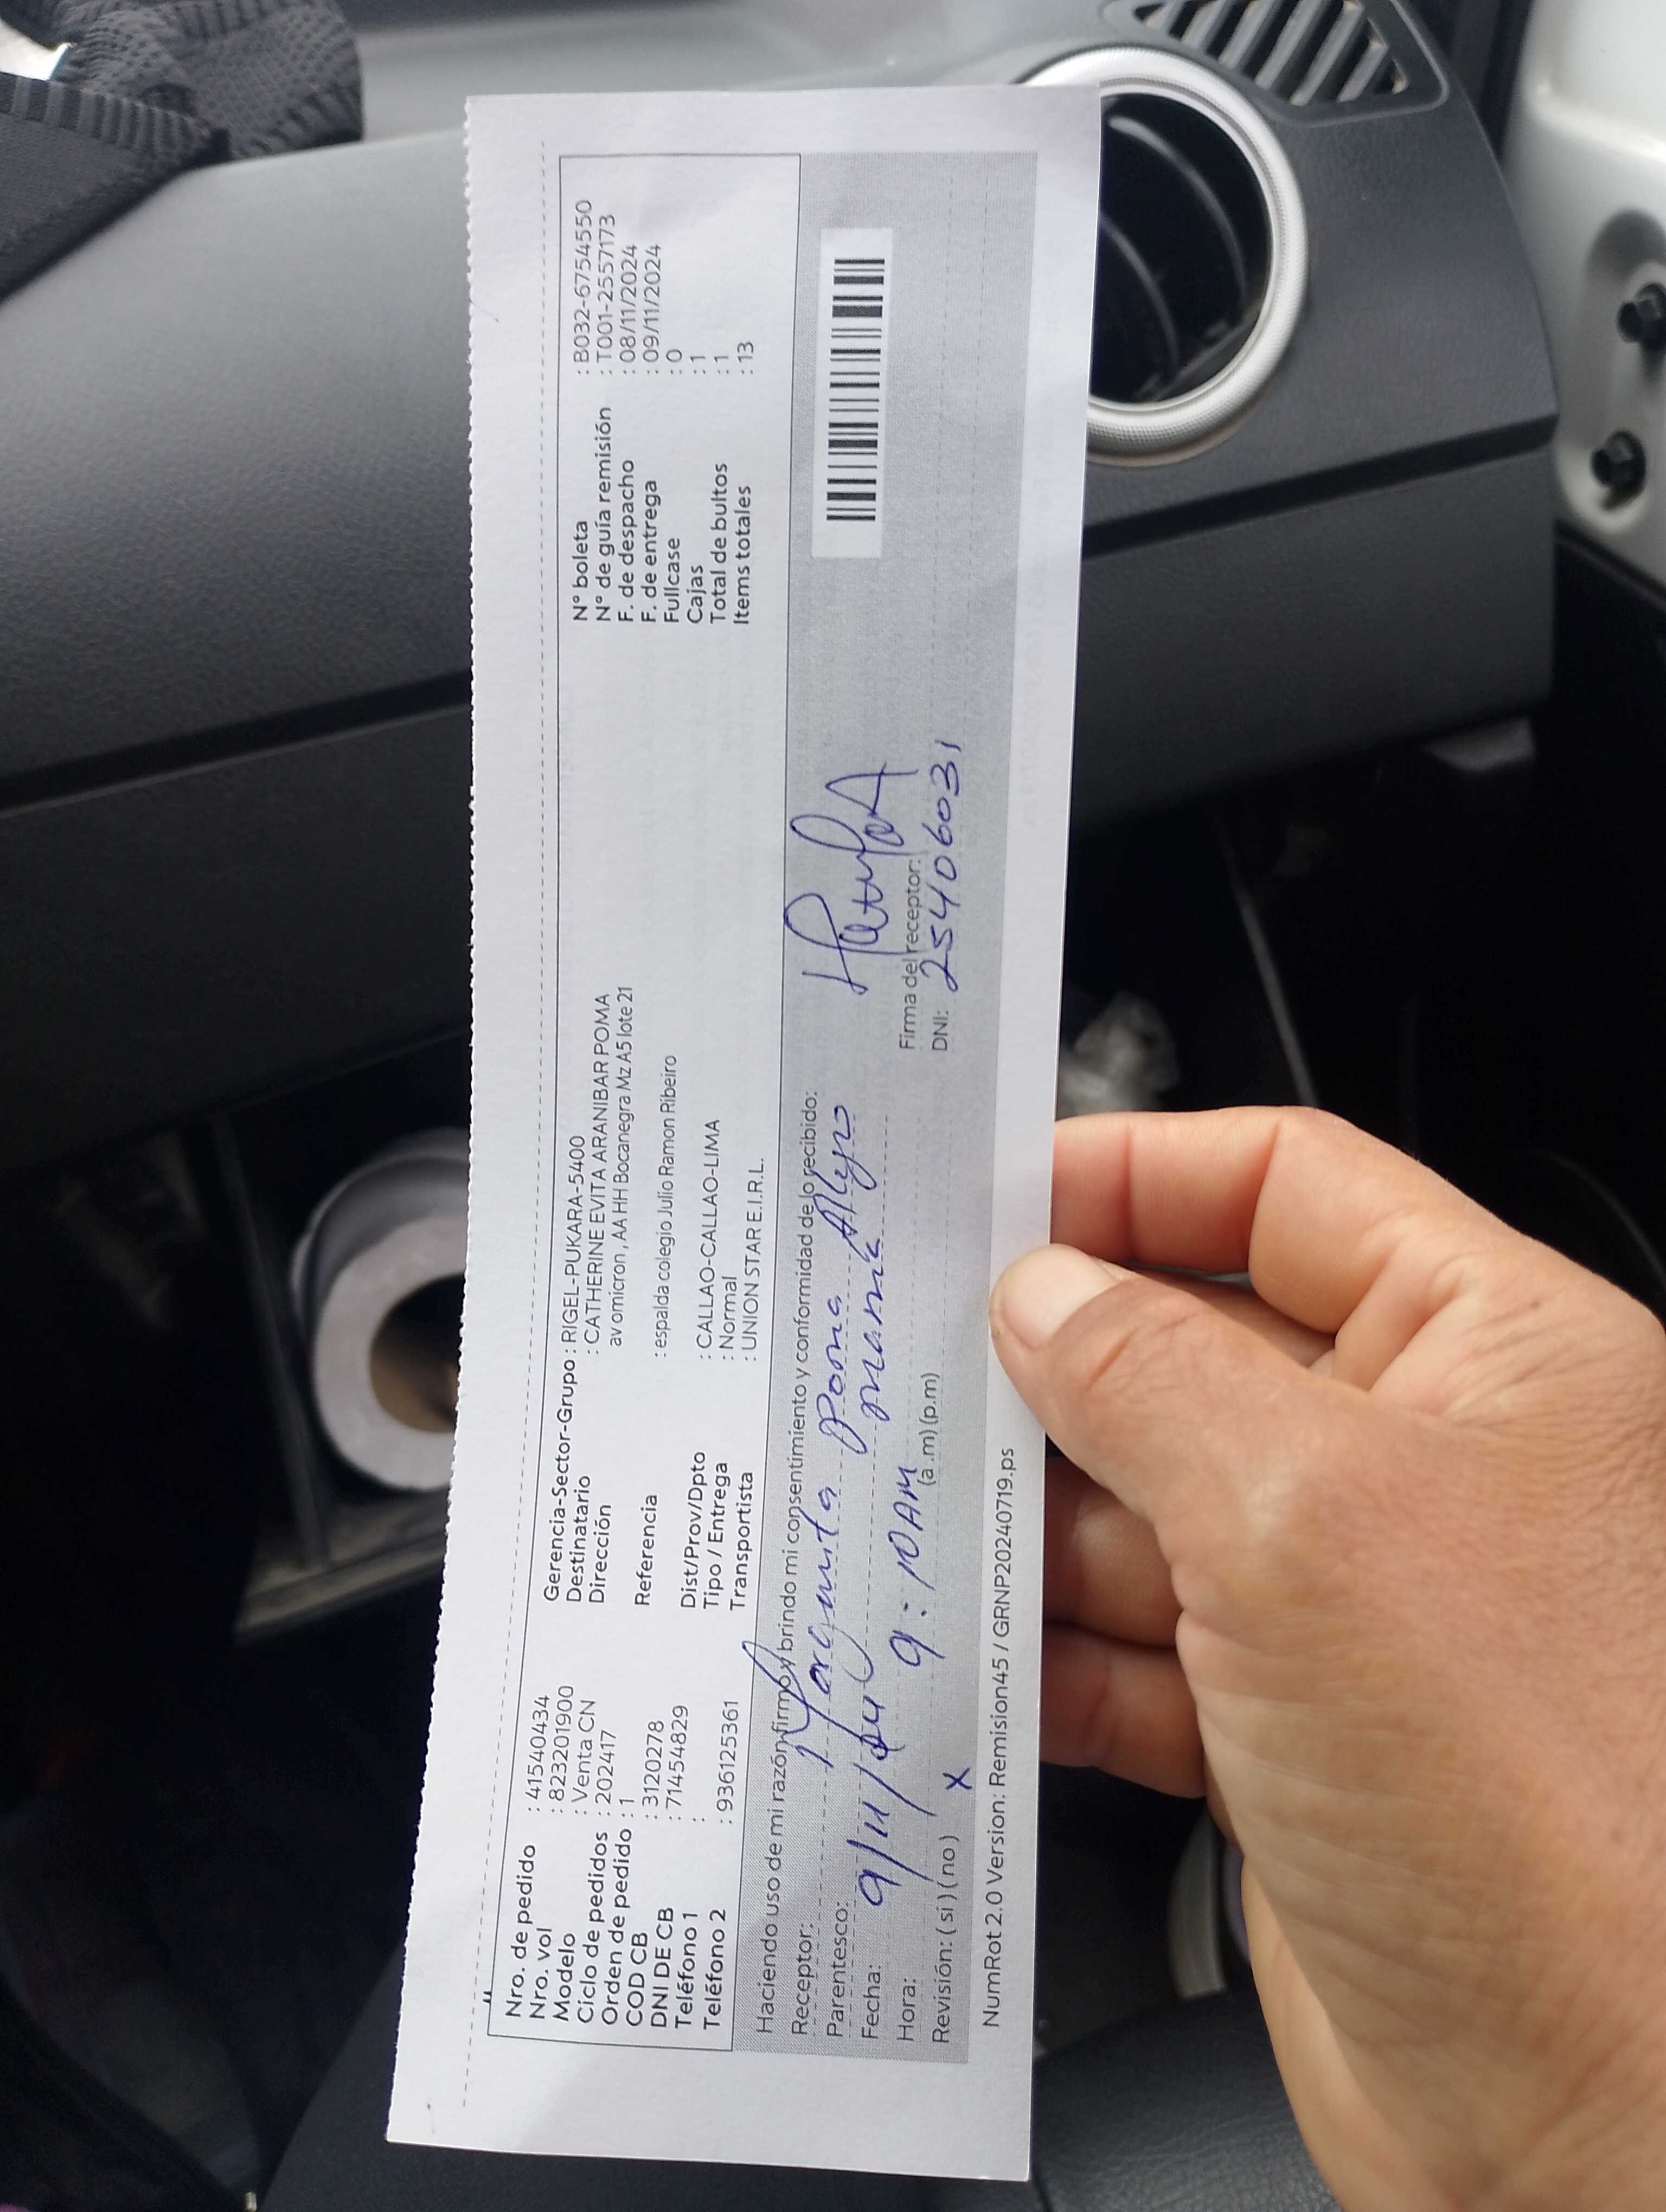 Nro. de pedido : 41540434
Nro. vol : 823201900
Modelo : Venta CN
Ciclo de pedidos : 202417
Orden de pedido : 1
COD CB : 3120278
DNI DE CB : 71454829
Teléfono 1 :
Teléfono 2 : 936125361
Gerencia-Sector-Grupo : RIGEL-PUKARA-5400
Destinatario : CATHERINE EVITA ARANIBAR POMA
Dirección av omicron , AA HH Bocanegra Mz A5 lote 21
Referencia : espalda colegio Julio Ramon Ribeiro
Dist/Prov/Dpto : CALLAO-CALLAO-LIMA
Tipo / Entrega : Normal
Transportista : UNION STAR E.I.R.L.
N° boleta : B032-6754550
N° de guía remisión : T001-2557173
F. de despacho : 08/11/2024
F. de entrega : 09/11/2024
Fullcase : 0
Cajas : 1
Total de bultos : 1
Items totales : 13
Haciendo uso de mi razón firmo y brindo mi consentimiento y conformidad de lo recibido:
Receptor: Poma
Parentesco: mamá
Fecha: 9/11/
Hora: 9:10 AM (a.m) (p.m)
Revisión: ( si ) ( no ) X
Firma del receptor:
DNI: 25406031
NumRot 2.0 Version: Remision45 / GRNP20240719.ps